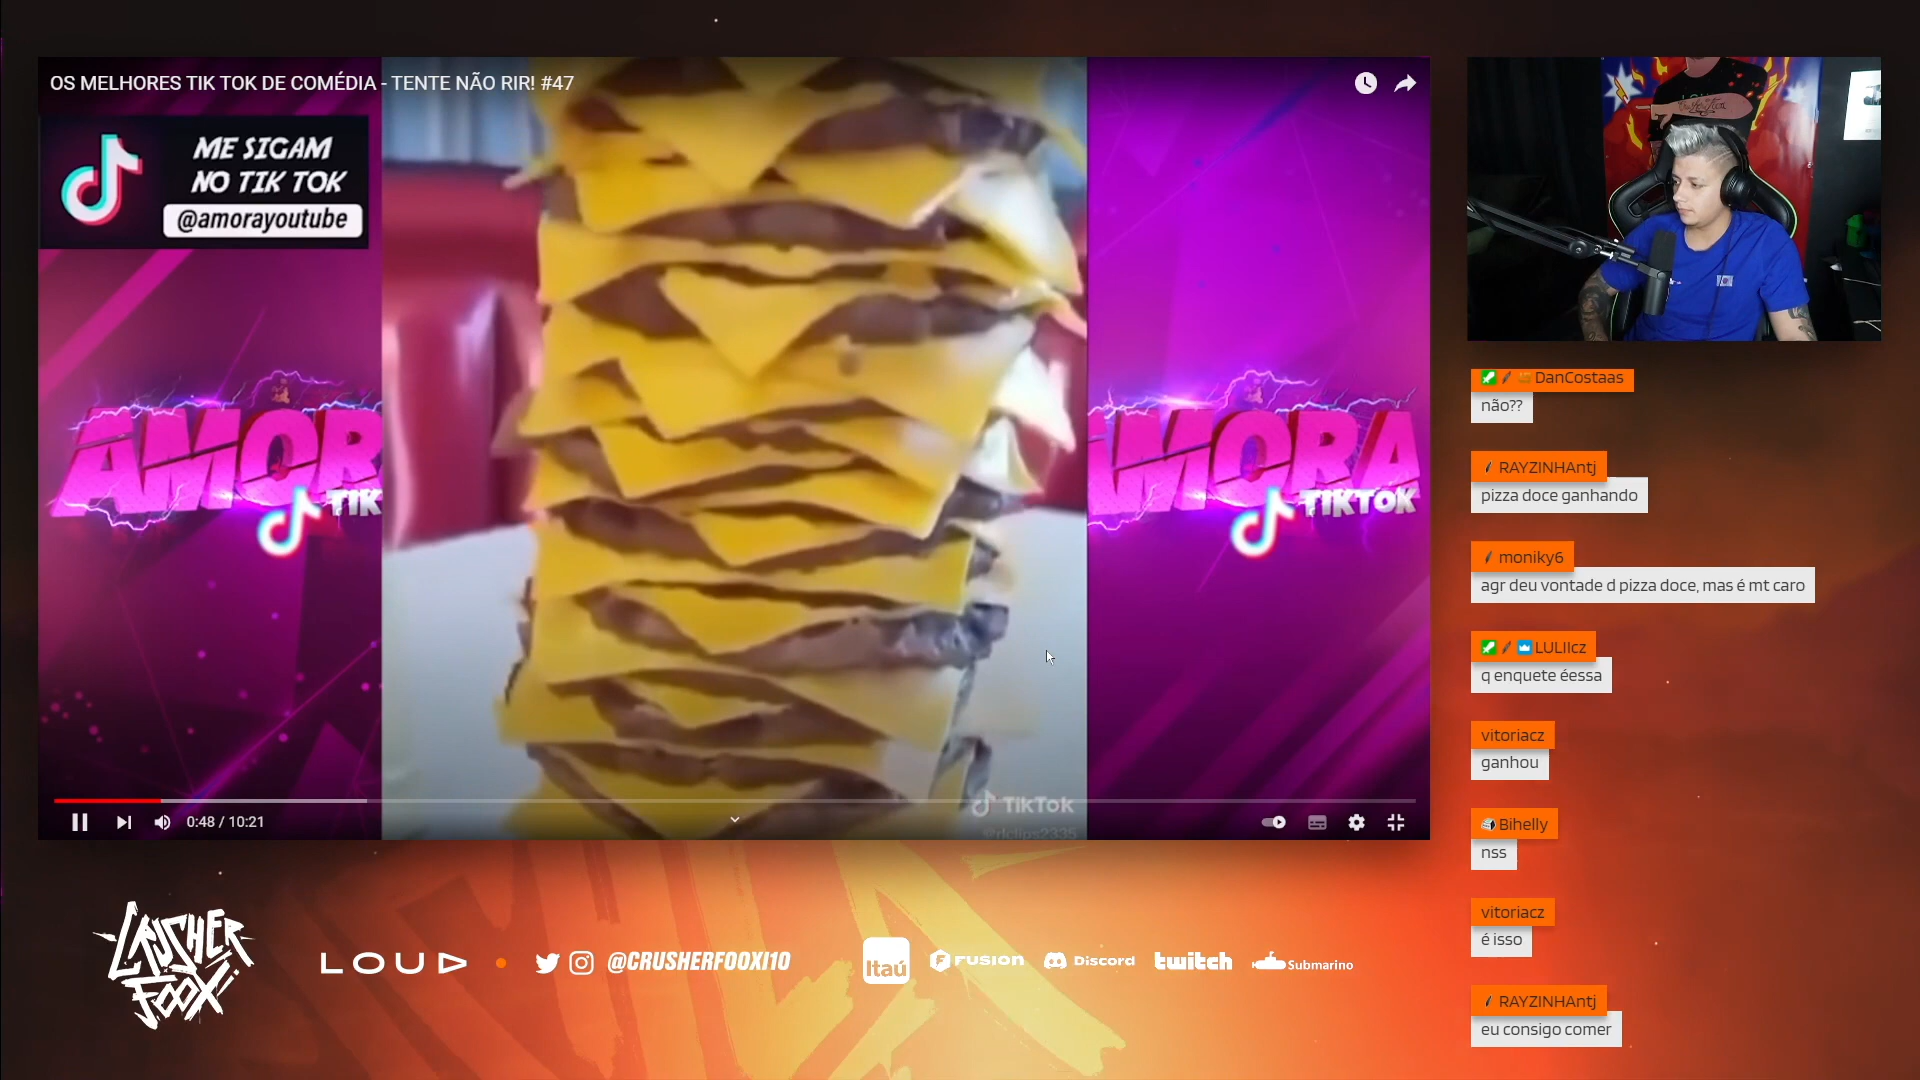 OS MELHORES TIK TOK DE COMÉDIA - TENTE NÃO RIR! #47
ME SIGAM
NO TIK TOK
@amorayoutube
AMOR
TIK
AMORA
TIKTOK
TikTok
@rlclips2335
0:48 / 10:21
DanCostaas
não??
RAYZINHAntj
pizza doce ganhando
moniky6
agr deu vontade d pizza doce, mas é mt caro
LULIIcz
q enquete éessa
vitoriacz
ganhou
Bihelly
nss
vitoriacz
é isso
RAYZINHAntj
eu consigo comer
CRUSHER
FOOX
LOUD
@CRUSHERFOOXI10
Itaú
FUSION
Discord
twitch
Submarino